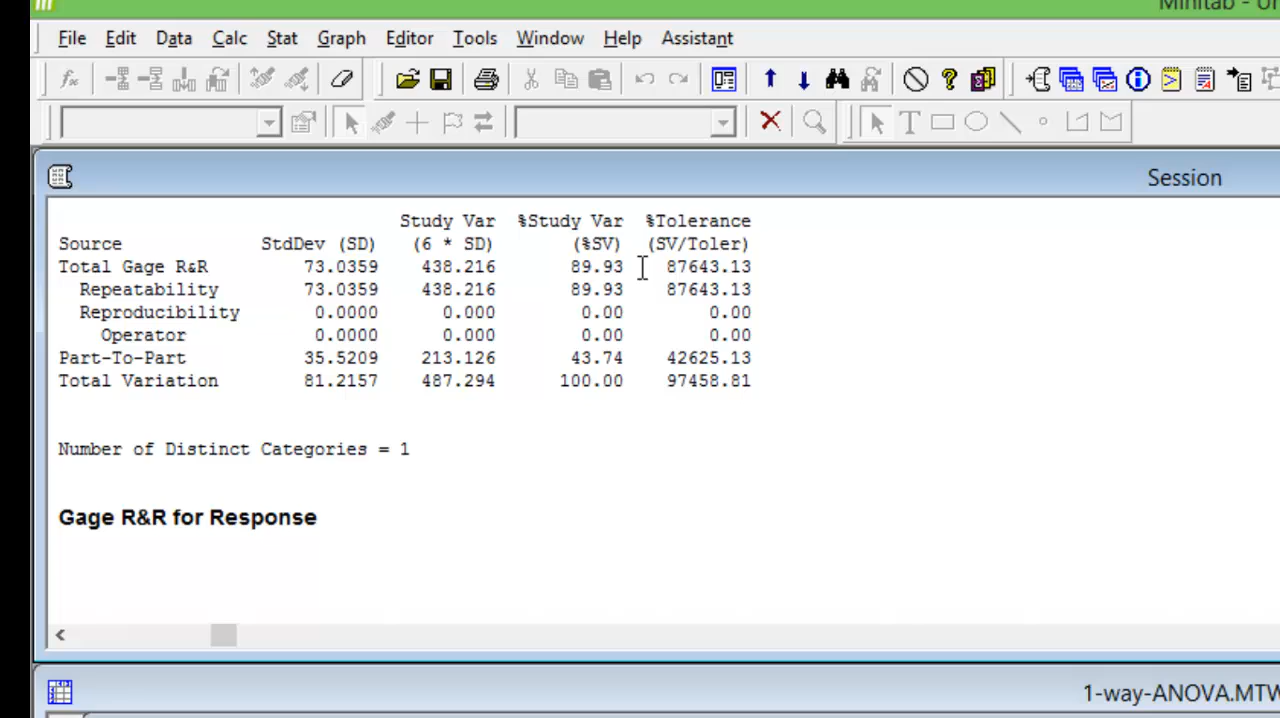 Minitab - Un
File Edit Data Calc Stat Graph Editor Tools Window Help Assistant
Session
Study Var %Study Var %Tolerance
Source StdDev (SD) (6 * SD) (%SV) (SV/Toler)
Total Gage R&R 73.0359 438.216 89.93 87643.13
Repeatability 73.0359 438.216 89.93 87643.13
Reproducibility 0.0000 0.000 0.00 0.00
Operator 0.0000 0.000 0.00 0.00
Part-To-Part 35.5209 213.126 43.74 42625.13
Total Variation 81.2157 487.294 100.00 97458.81
Number of Distinct Categories = 1
Gage R&R for Response
1-way-ANOVA.MTW